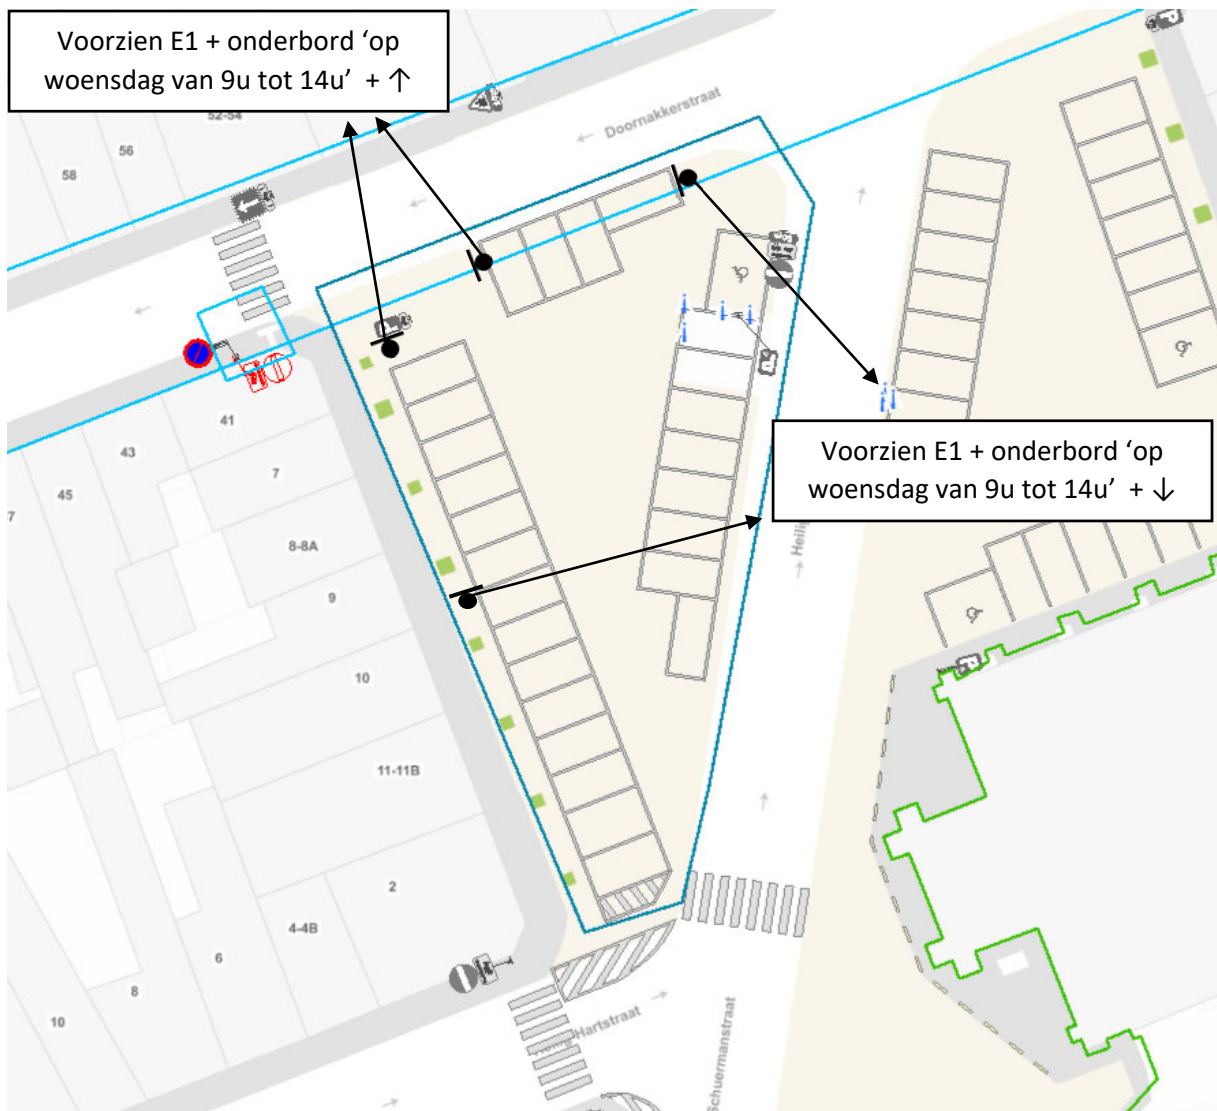 Voorzien E1 + onderbord ‘op
woensdag van 9u tot 14u’ + ↑
52-54
56
58
Doornakkerstraat
41
43
45
7
7
8-8A
9
10
11-11B
2
4-4B
6
8
10
Voorzien E1 + onderbord ‘op
woensdag van 9u tot 14u’ + ↓
Heilig
Hartstraat
Schuermanstraat